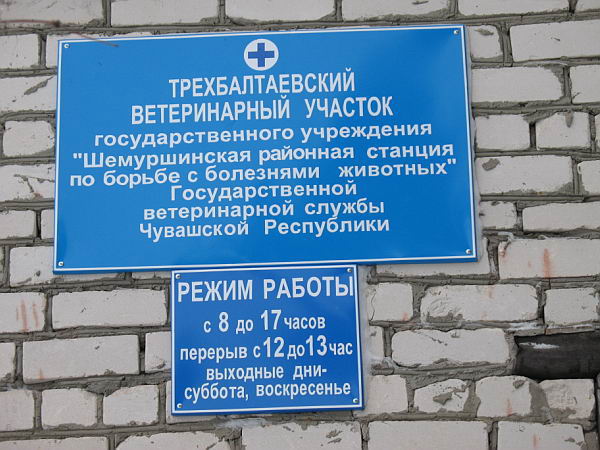 ТРЕХБАЛТАЕВСКИЙ
ВЕТЕРИНАРНЫЙ УЧАСТОК
государственного учреждения
"Шемуршинская районная станция
по борьбе с болезнями животных"
Государственной
ветеринарной службы
Чувашской Республики
РЕЖИМ РАБОТЫ
с 8 до 17 часов
перерыв с 12 до 13 час
выходные дни-
суббота, воскресенье